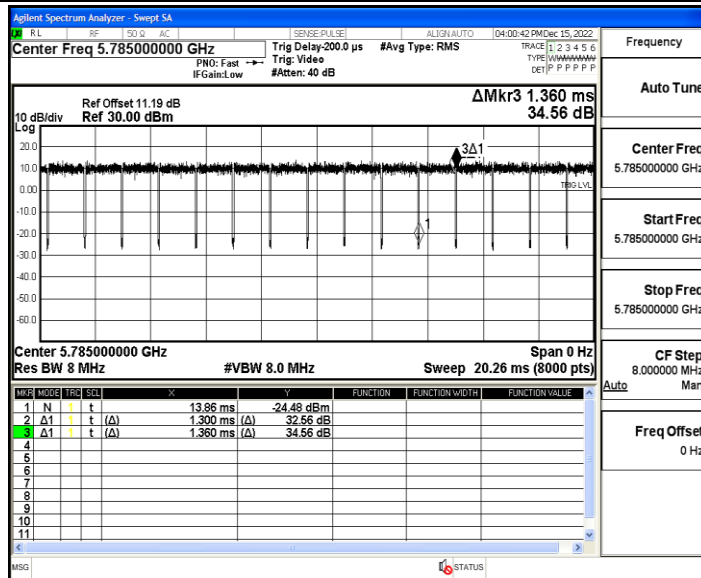 Agilent Spectrum Analyzer - Swept SA
RL RF 50 Ω AC SENSE:PULSE ALIGN AUTO 04:00:42 PM Dec 15, 2022
Center Freq 5.785000000 GHz
PNO: Fast
IFGain:Low
Trig Delay-200.0 µs
Trig: Video
#Atten: 40 dB
#Avg Type: RMS
TRACE 1 2 3 4 5 6
TYPE
DET P P P P P P
Ref Offset 11.19 dB
10 dB/div Ref 30.00 dBm
Log
ΔMkr3 1.360 ms
34.56 dB
3Δ1
20.0
10.0
0.00
TRIG LVL
-10.0
-20.0
1
-30.0
-40.0
-50.0
-60.0
Center 5.785000000 GHz Span 0 Hz
Res BW 8 MHz #VBW 8.0 MHz Sweep 20.26 ms (8000 pts)
MKR MODE TRC SCL X Y FUNCTION FUNCTION WIDTH FUNCTION VALUE
1 N 1 t 13.86 ms -24.48 dBm
2 Δ1 1 t (Δ) 1.300 ms (Δ) 32.56 dB
3 Δ1 1 t (Δ) 1.360 ms (Δ) 34.56 dB
4
5
6
7
8
9
10
11
MSG STATUS
Frequency
Auto Tune
Center Freq
5.785000000 GHz
Start Freq
5.785000000 GHz
Stop Freq
5.785000000 GHz
CF Step
8.000000 MHz
Auto Man
Freq Offset
0 Hz